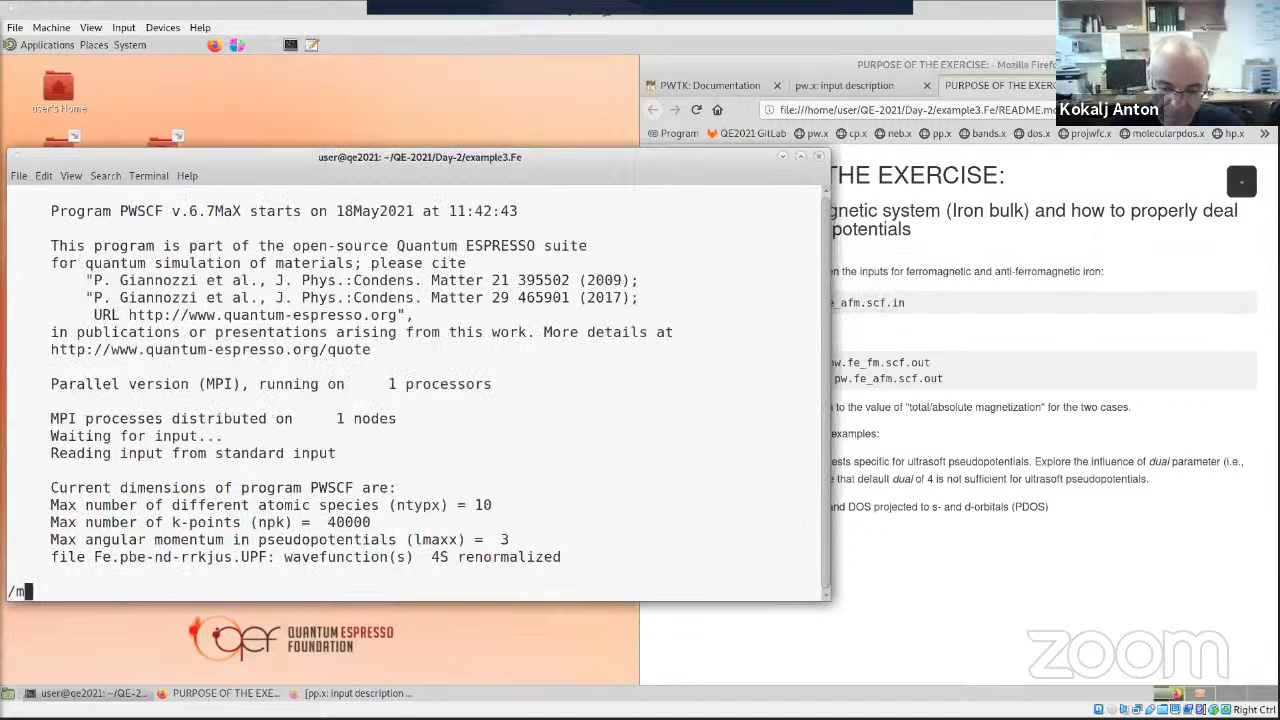 File Machine View Input Devices Help
Applications Places System
user's Home
PURPOSE OF THE EXERCISE: - Mozilla Firef
PWTK: Documentation
pw.x: input description
PURPOSE OF THE EXER
file:///home/user/QE-2021/Day-2/example3.Fe/README.m
Program QE2021 GitLab pw.x cp.x neb.x pp.x bands.x dos.x projwfc.x molecularpdos.x hp.x
Kokalj Anton
user@qe2021: ~/QE-2021/Day-2/example3.Fe
File Edit View Search Terminal Help
Program PWSCF v.6.7MaX starts on 18May2021 at 11:42:43
This program is part of the open-source Quantum ESPRESSO suite
for quantum simulation of materials; please cite
"P. Giannozzi et al., J. Phys.:Condens. Matter 21 395502 (2009);
"P. Giannozzi et al., J. Phys.:Condens. Matter 29 465901 (2017);
URL http://www.quantum-espresso.org",
in publications or presentations arising from this work. More details at
http://www.quantum-espresso.org/quote
Parallel version (MPI), running on 1 processors
MPI processes distributed on 1 nodes
Waiting for input...
Reading input from standard input
Current dimensions of program PWSCF are:
Max number of different atomic species (ntypx) = 10
Max number of k-points (npk) = 40000
Max angular momentum in pseudopotentials (lmaxx) = 3
file Fe.pbe-nd-rrkjus.UPF: wavefunction(s) 4S renormalized
/m
THE EXERCISE:
gnetic system (Iron bulk) and how to properly deal
potentials
en the inputs for ferromagnetic and anti-ferromagnetic iron:
e_afm.scf.in
pw.fe_fm.scf.out
pw.fe_afm.scf.out
n to the value of "total/absolute magnetization" for the two cases.
examples:
ests specific for ultrasoft pseudopotentials. Explore the influence of dual parameter (i.e.,
e that default dual of 4 is not sufficient for ultrasoft pseudopotentials.
and DOS projected to s- and d-orbitals (PDOS)
QUANTUM ESPRESSO
FOUNDATION
zoom
user@qe2021: ~/QE-2...
PURPOSE OF THE EXE...
[pp.x: input description ...
Right Ctrl